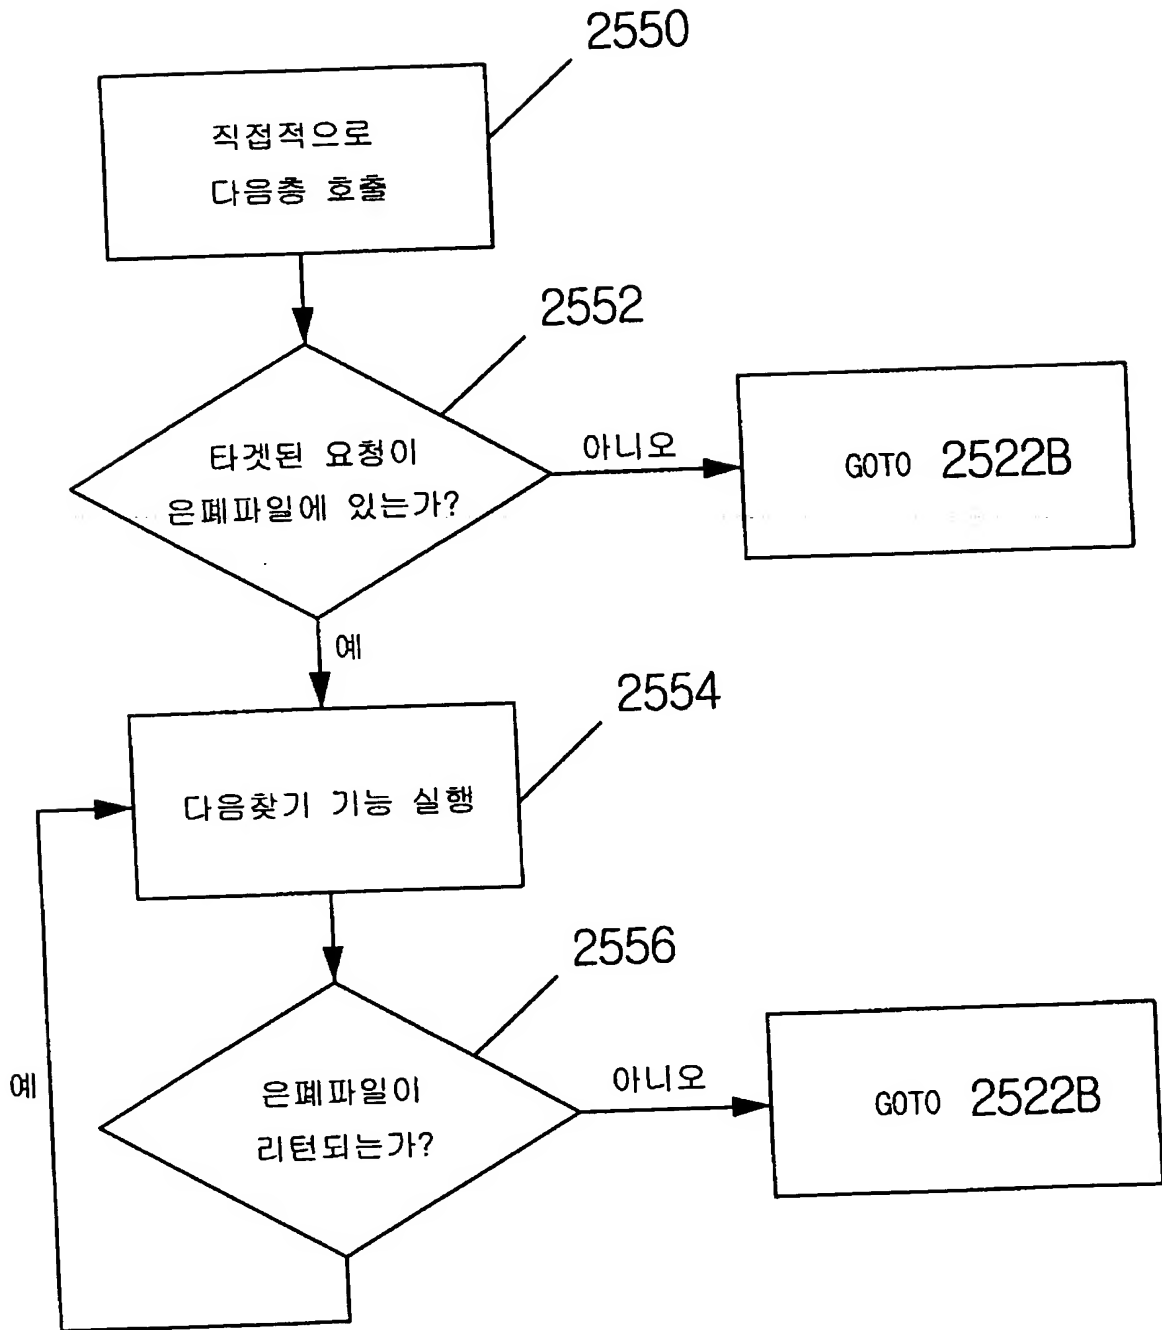 2550
직접적으로
다음층 호출
2552
타겟된 요청이
은폐파일에 있는가?
아니오
GOTO 2522B
예
2554
다음찾기 기능 실행
2556
은폐파일이
리턴되는가?
아니오
GOTO 2522B
예